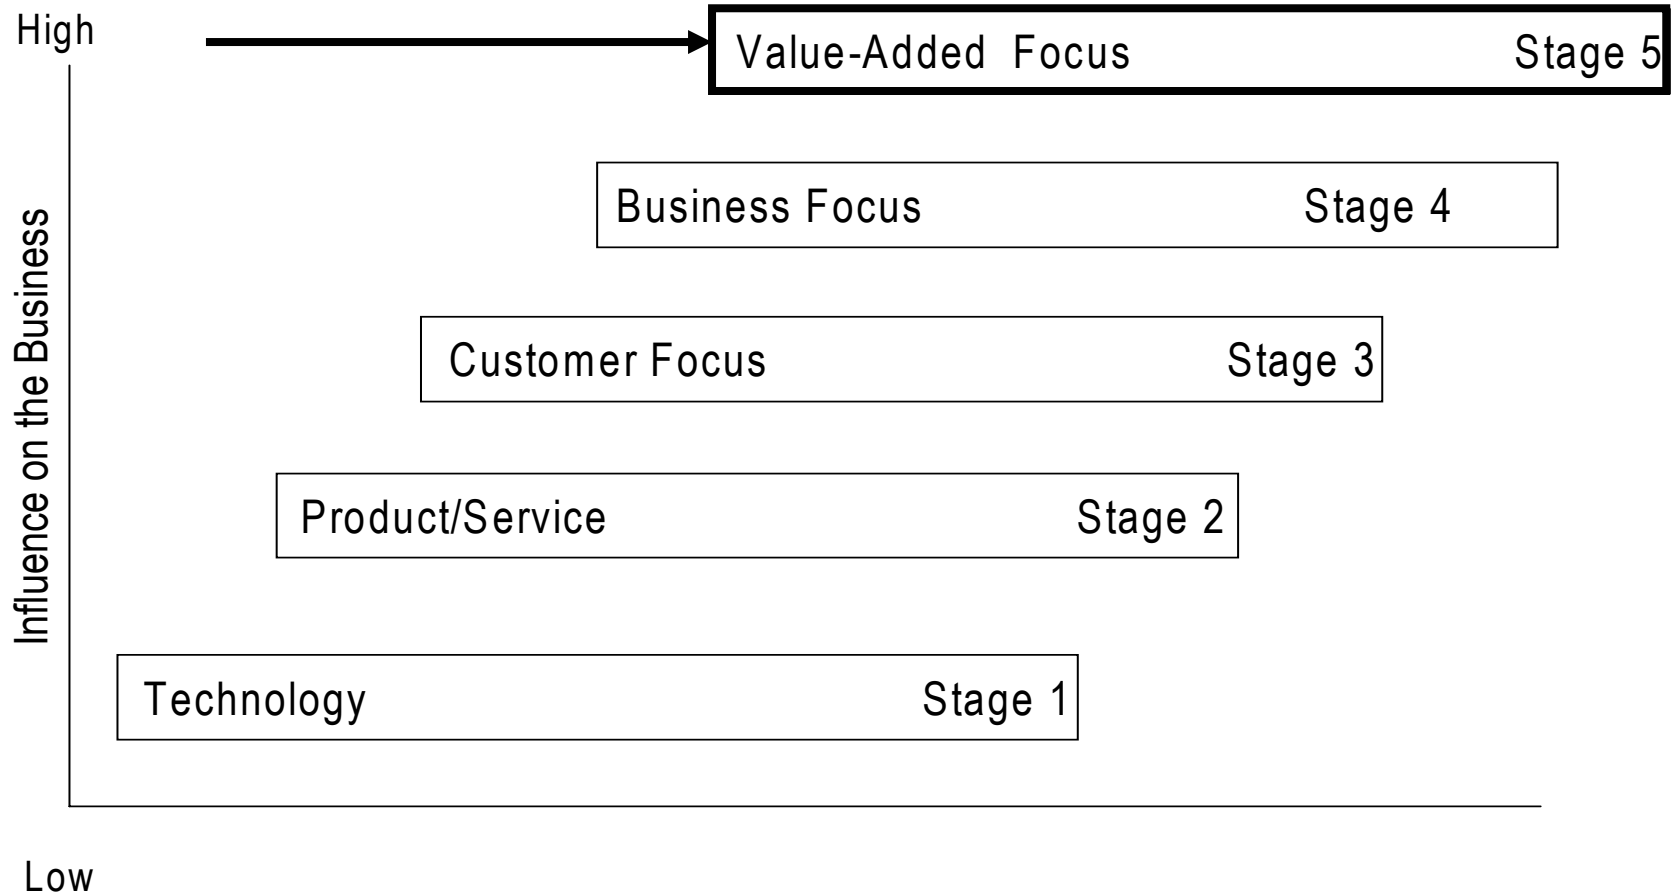 High
Value-Added Focus Stage 5
Business Focus Stage 4
Customer Focus Stage 3
Product/Service Stage 2
Technology Stage 1
Influence on the Business
Low